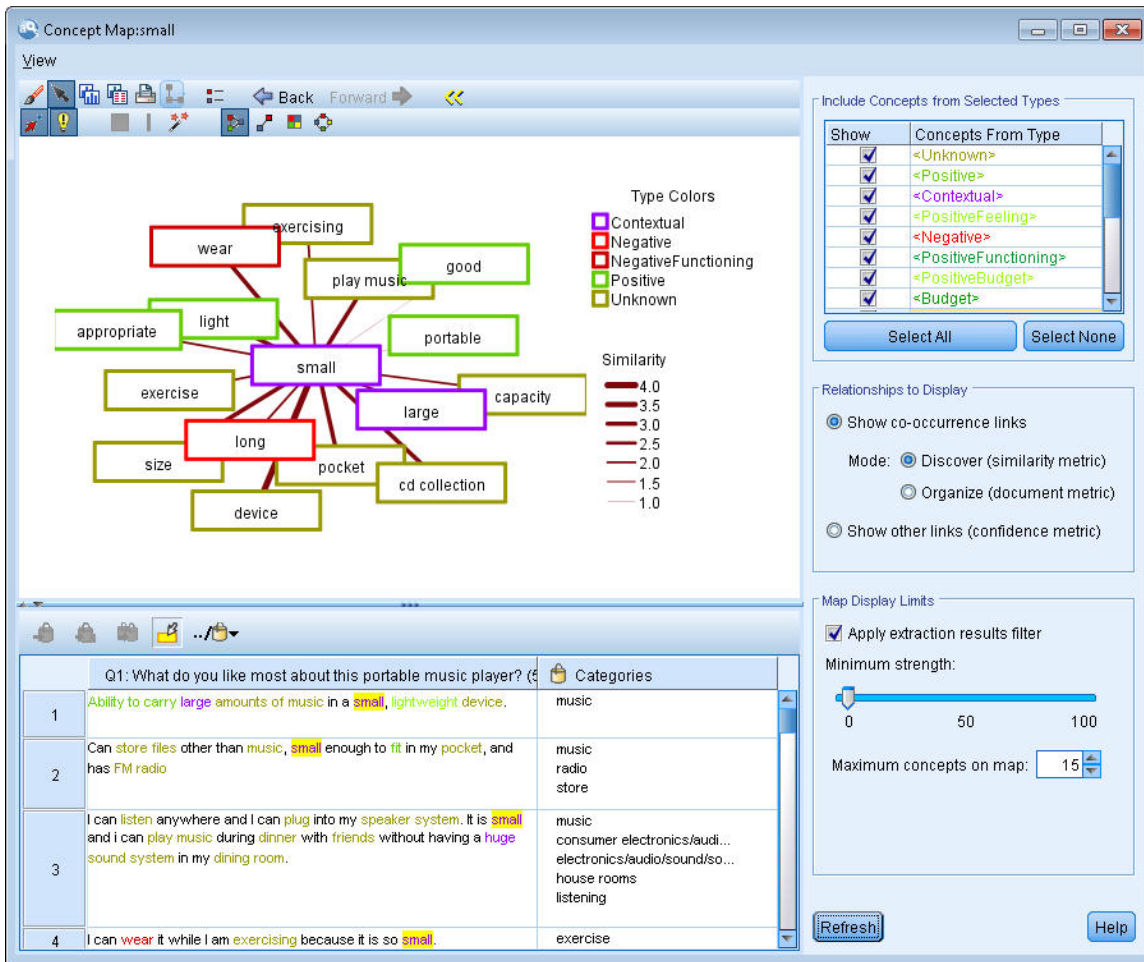 Concept Map:small
View
Back Forward
exercising
wear
good
play music
light
appropriate
portable
small
exercise
capacity
large
long
size
pocket
cd collection
device
Type Colors
Contextual
Negative
NegativeFunctioning
Positive
Unknown
Similarity
4.0
3.5
3.0
2.5
2.0
1.5
1.0
Include Concepts from Selected Types
Show Concepts From Type
<Unknown>
<Positive>
<Contextual>
<PositiveFeeling>
<Negative>
<PositiveFunctioning>
<PositiveBudget>
<Budget>
Select All Select None
Relationships to Display
Show co-occurrence links
Mode: Discover (similarity metric)
Organize (document metric)
Show other links (confidence metric)
Map Display Limits
Apply extraction results filter
Minimum strength:
0 50 100
Maximum concepts on map: 15
Refresh Help
../
Q1: What do you like most about this portable music player? (5 Categories
1 Ability to carry large amounts of music in a small, lightweight device. music
2 Can store files other than music, small enough to fit in my pocket, and
has FM radio
music
radio
store
3 I can listen anywhere and I can plug into my speaker system. It is small
and i can play music during dinner with friends without having a huge
sound system in my dining room.
music
consumer electronics/audi...
electronics/audio/sound/so...
house rooms
listening
4 I can wear it while I am exercising because it is so small. exercise